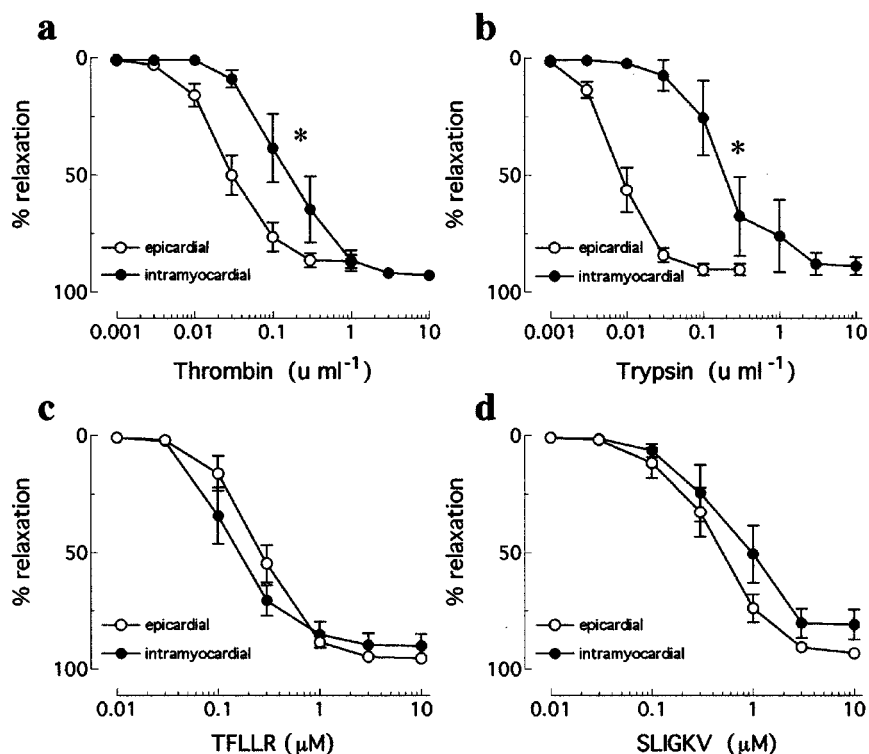 a
0
50
100
% relaxation
*
epicardial
intramyocardial
0.001 0.01 0.1 1 10
Thrombin (u ml⁻¹)
b
0
50
100
% relaxation
*
epicardial
intramyocardial
0.001 0.01 0.1 1 10
Trypsin (u ml⁻¹)
c
0
50
100
% relaxation
epicardial
intramyocardial
0.01 0.1 1 10
TFLLR (μM)
d
0
50
100
% relaxation
epicardial
intramyocardial
0.01 0.1 1 10
SLIGKV (μM)